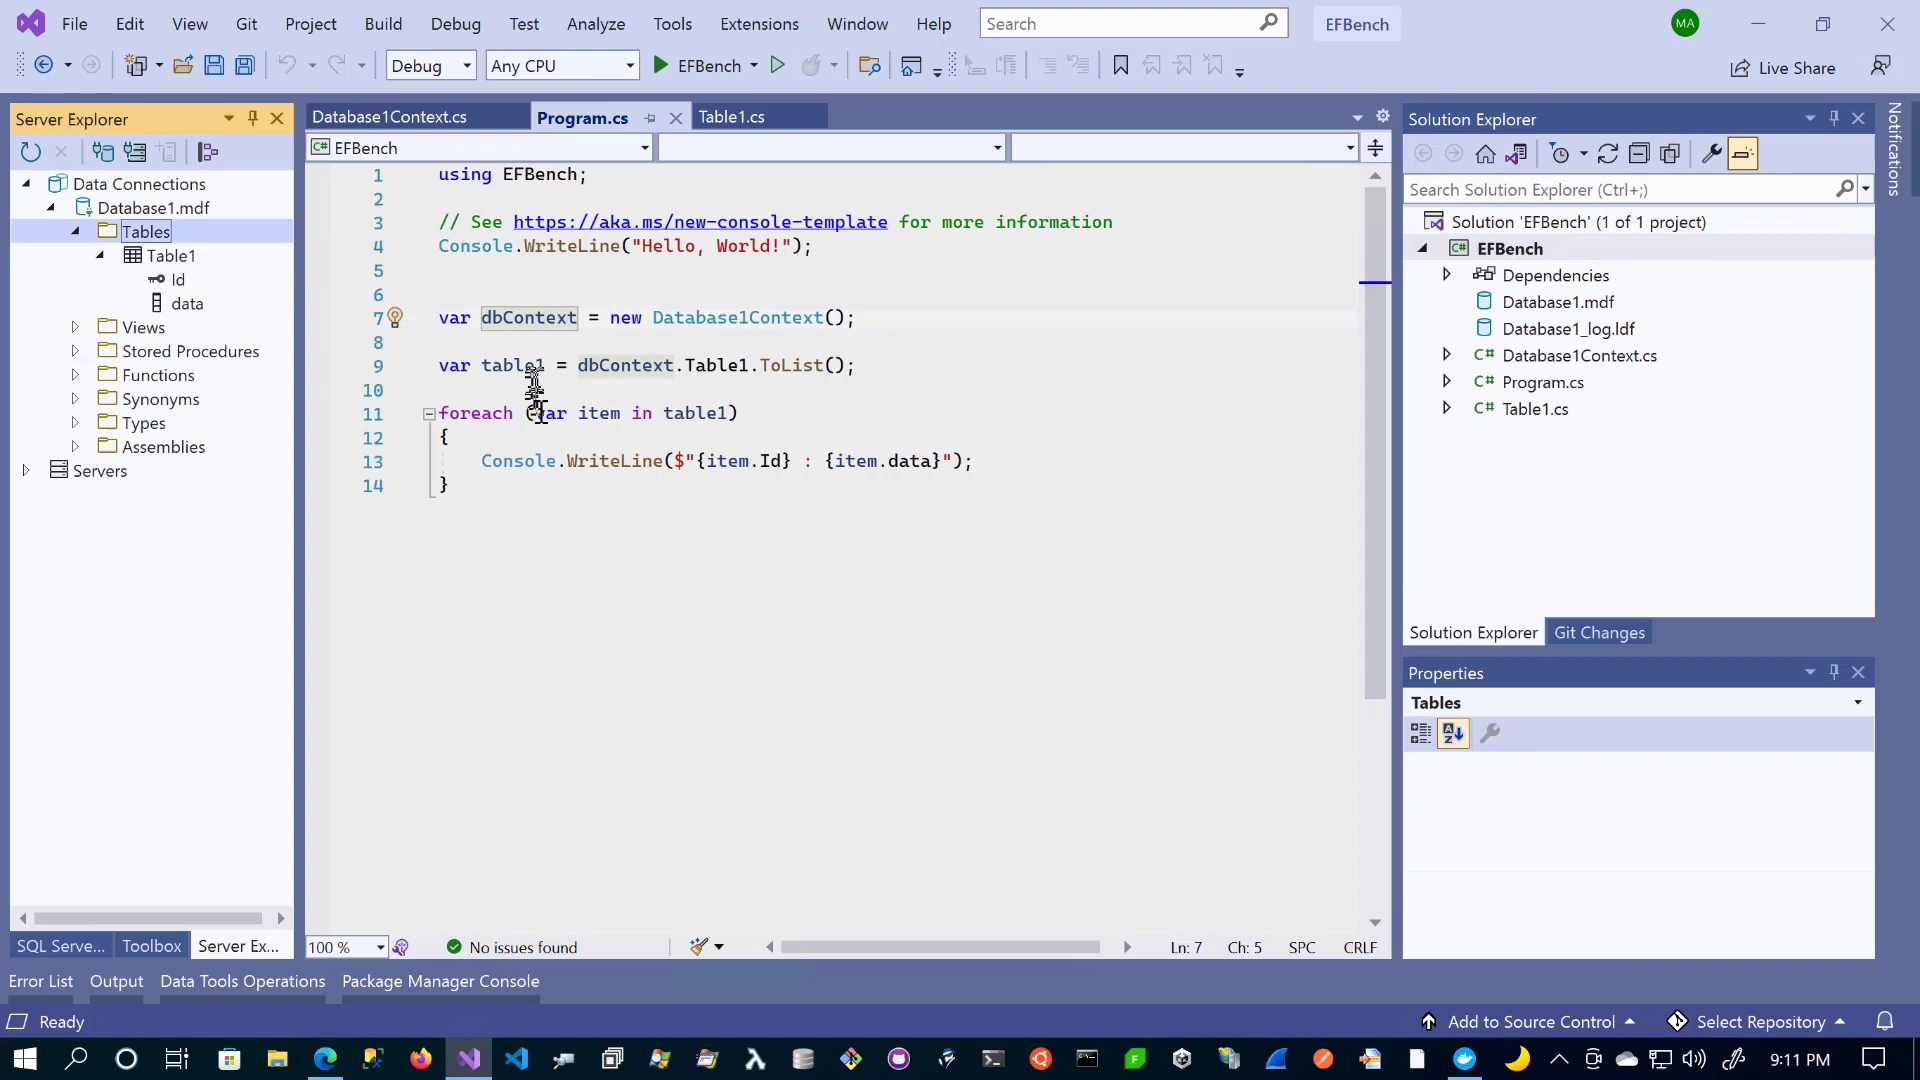 File Edit View Git Project Build Debug Test Analyze Tools Extensions Window Help Search EFBench MA
Debug Any CPU EFBench Live Share
Server Explorer
Data Connections
Database1.mdf
Tables
Table1
Id
data
Views
Stored Procedures
Functions
Synonyms
Types
Assemblies
Servers
SQL Serve... Toolbox Server Ex...
Database1Context.cs Program.cs Table1.cs
C# EFBench
1 using EFBench;
2
3 // See https://aka.ms/new-console-template for more information
4 Console.WriteLine("Hello, World!");
5
6
7 var dbContext = new Database1Context();
8
9 var table1 = dbContext.Table1.ToList();
10
11 foreach (var item in table1)
12 {
13 Console.WriteLine($"{item.Id} : {item.data}");
14 }
100 % No issues found Ln: 7 Ch: 5 SPC CRLF
Solution Explorer
Search Solution Explorer (Ctrl+;)
Solution 'EFBench' (1 of 1 project)
C# EFBench
Dependencies
Database1.mdf
Database1_log.ldf
C# Database1Context.cs
C# Program.cs
C# Table1.cs
Solution Explorer Git Changes
Properties
Tables
Notifications
Error List Output Data Tools Operations Package Manager Console
Ready Add to Source Control Select Repository
9:11 PM